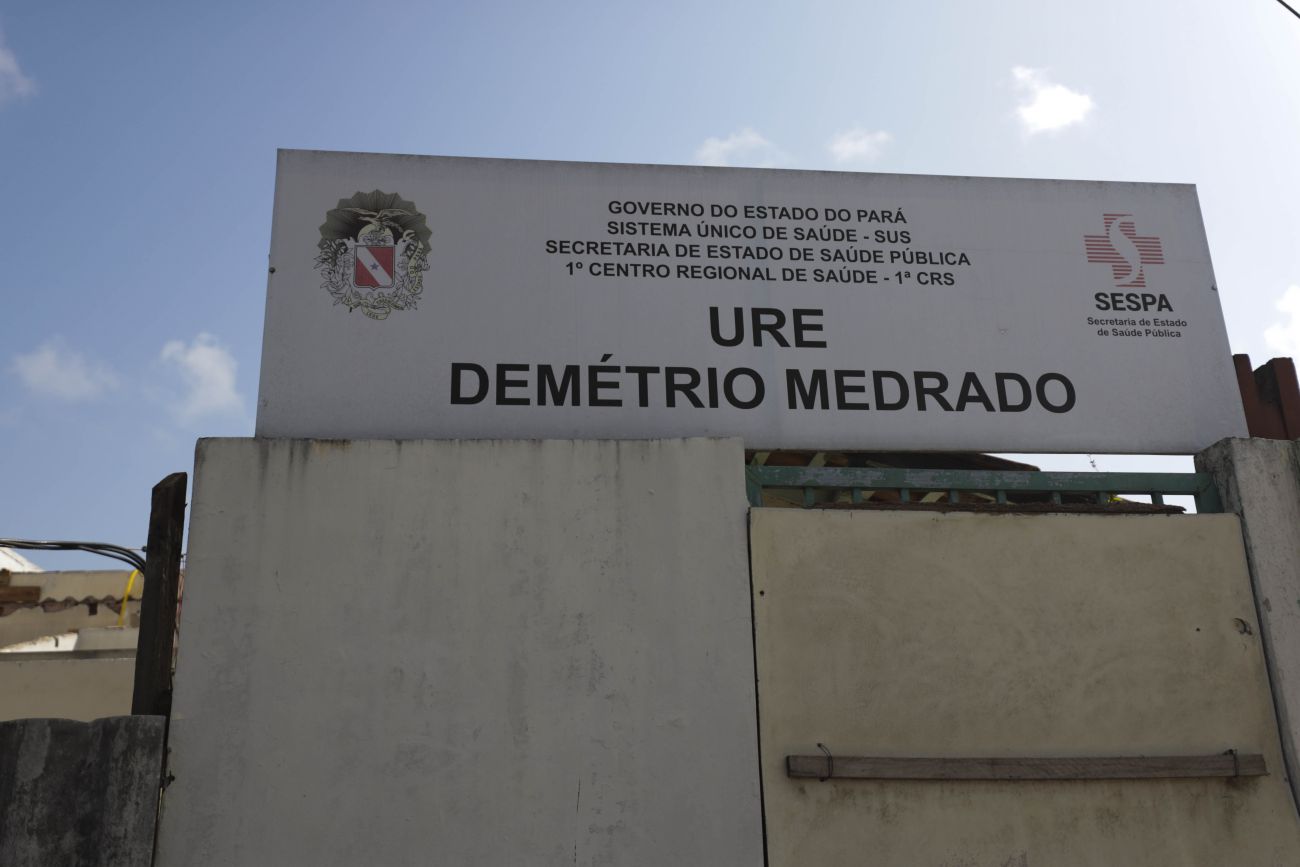 GOVERNO DO ESTADO DO PARÁ
SISTEMA ÚNICO DE SAÚDE - SUS
SECRETARIA DE ESTADO DE SAÚDE PÚBLICA
1º CENTRO REGIONAL DE SAÚDE - 1ª CRS
URE
DEMÉTRIO MEDRADO
SESPA
Secretaria de Estado
de Saúde Pública